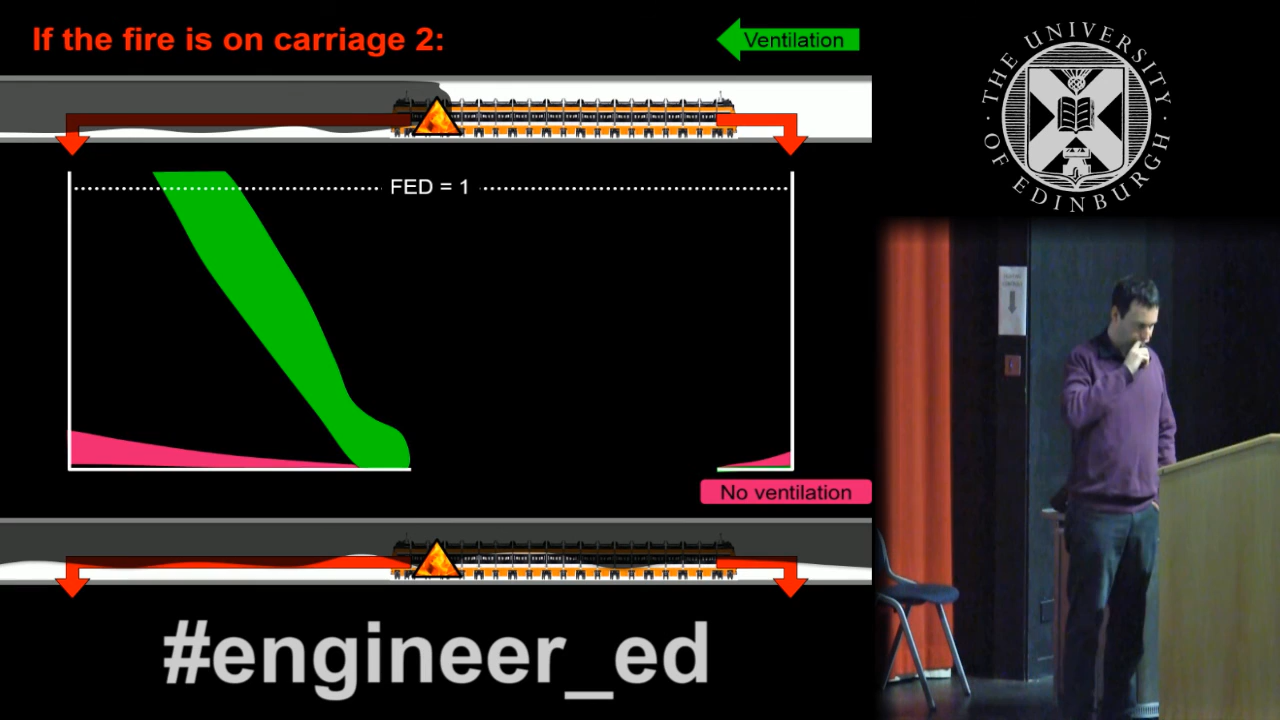 If the fire is on carriage 2:
Ventilation
FED = 1
No ventilation
#engineer_ed
THE UNIVERSITY
OF EDINBURGH